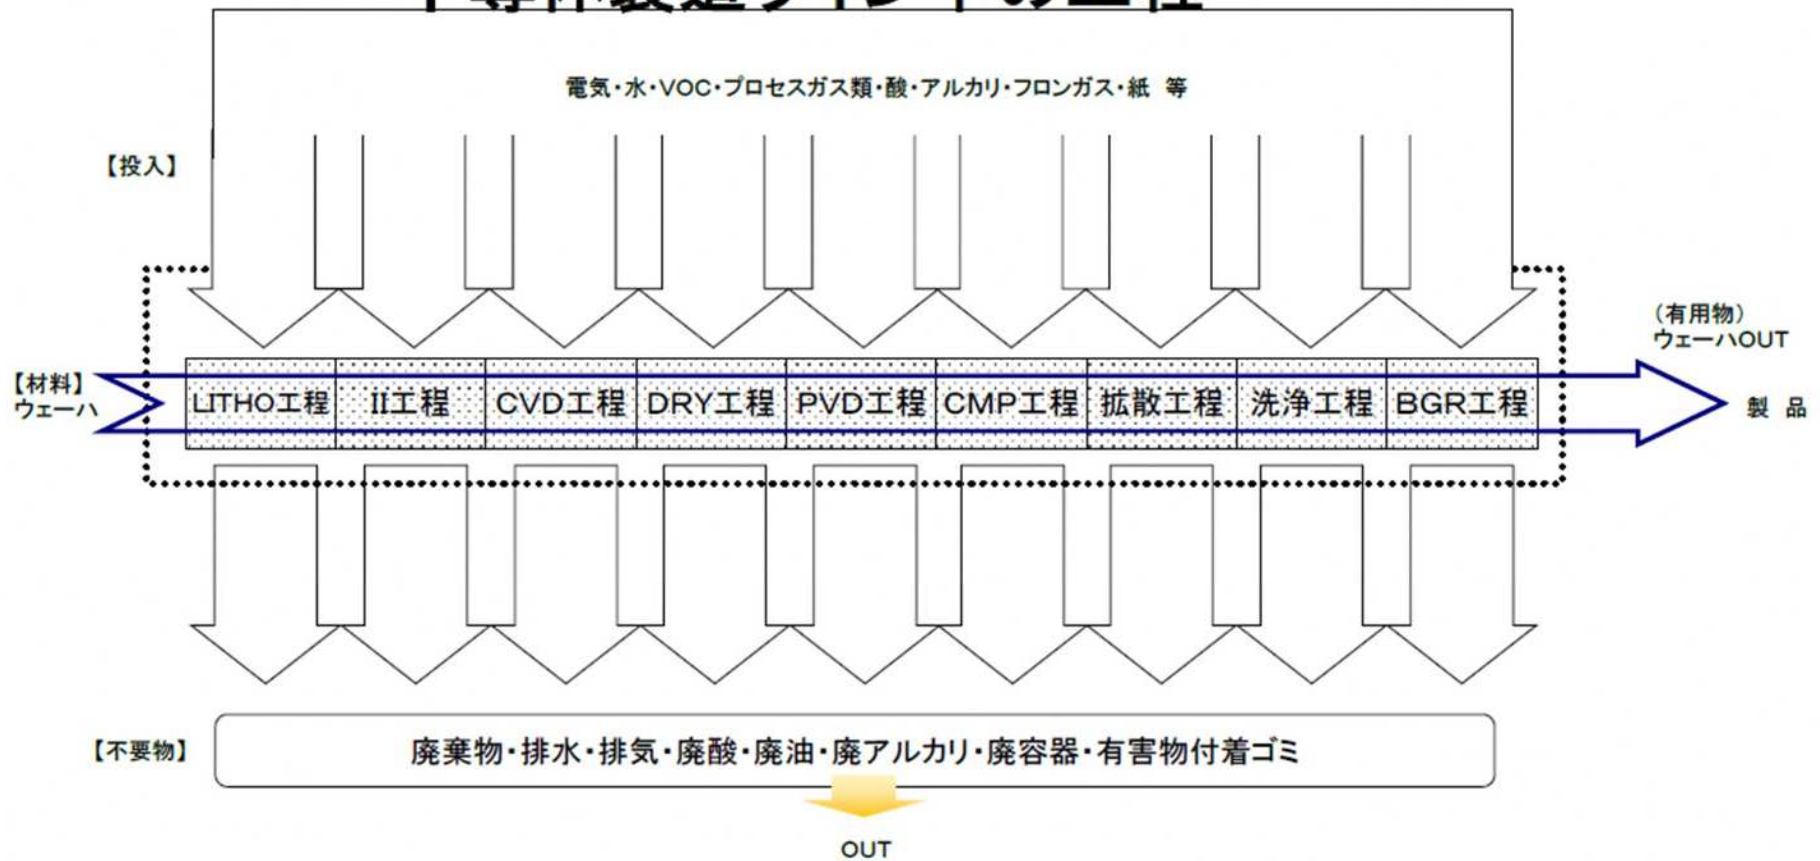 電気・水・VOC・プロセスガス類・酸・アルカリ・フロンガス・紙 等
【投入】
(有用物)
ウェーハOUT
【材料】
ウェーハ
LITHO工程
II工程
CVD工程
DRY工程
PVD工程
CMP工程
拡散工程
洗浄工程
BGR工程
製 品
【不要物】
廃棄物・排水・排気・廃酸・廃油・廃アルカリ・廃容器・有害物付着ゴミ
OUT